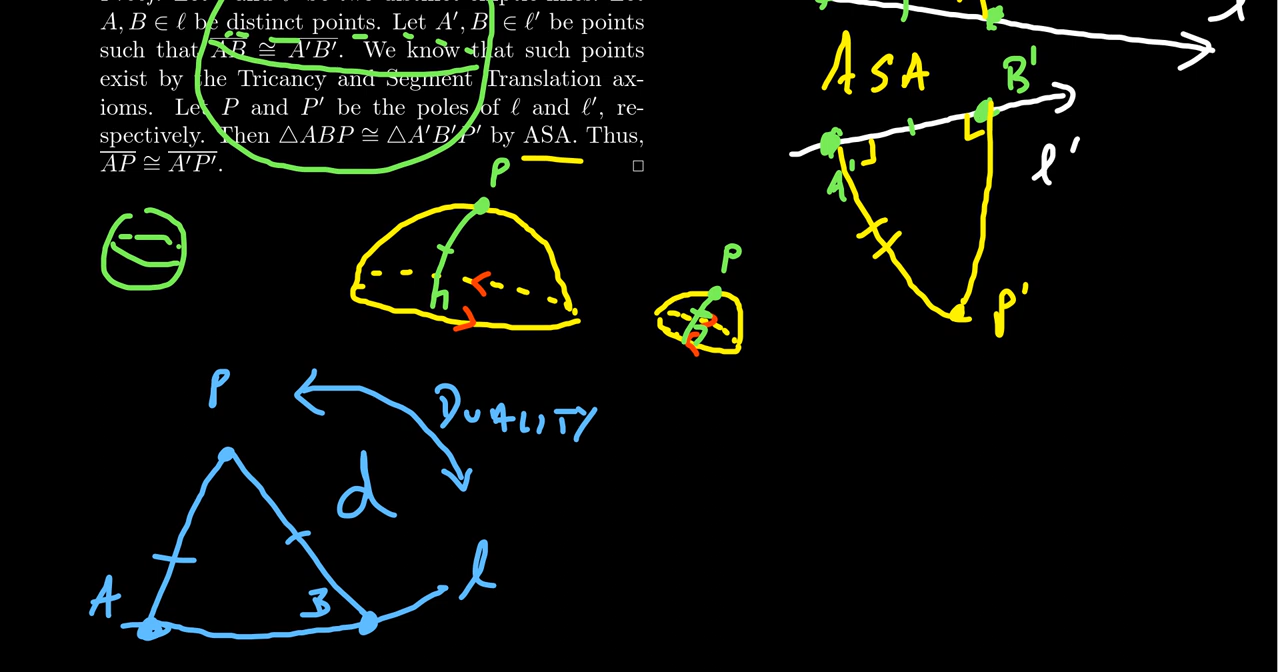 A, B ∈ ℓ be distinct points. Let A′, B′ ∈ ℓ′ be points
such that AB ≅ A′B′. We know that such points
exist by the Tricancy and Segment Translation ax-
ioms. Let P and P′ be the poles of ℓ and ℓ′, re-
spectively. Then △ABP ≅ △A′B′P′ by ASA. Thus,
AP ≅ A′P′. □
ASA
B'
A'
l'
P
P
P'
P
DUALITY
d
A
B
l